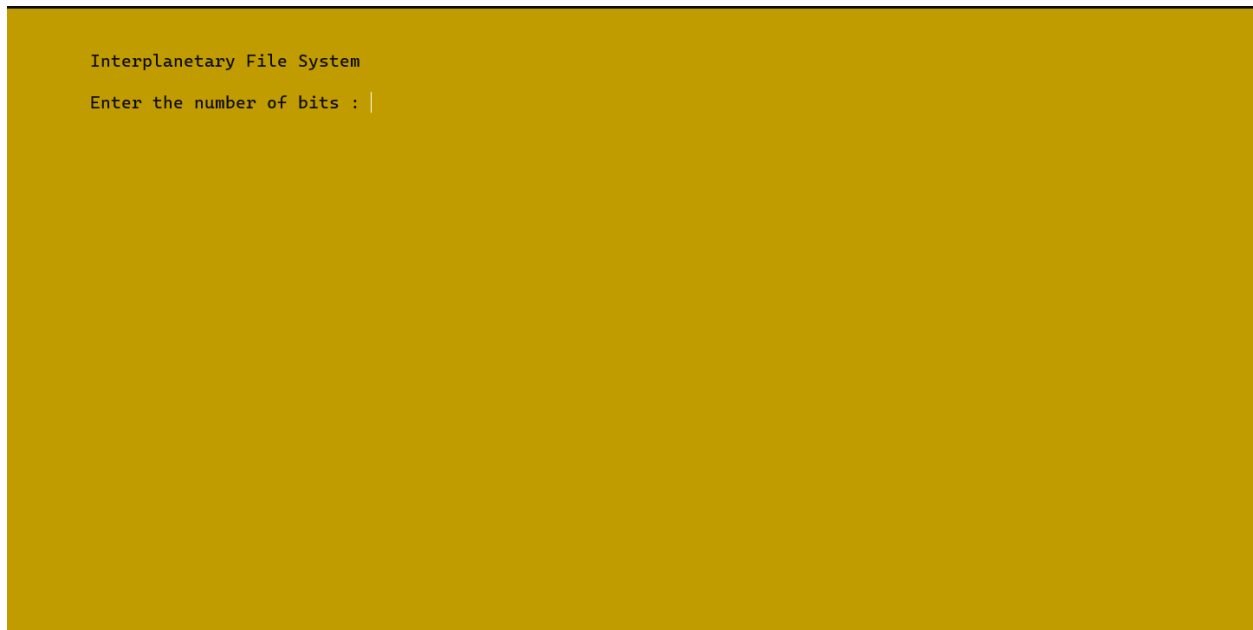 Interplanetary File System
Enter the number of bits :